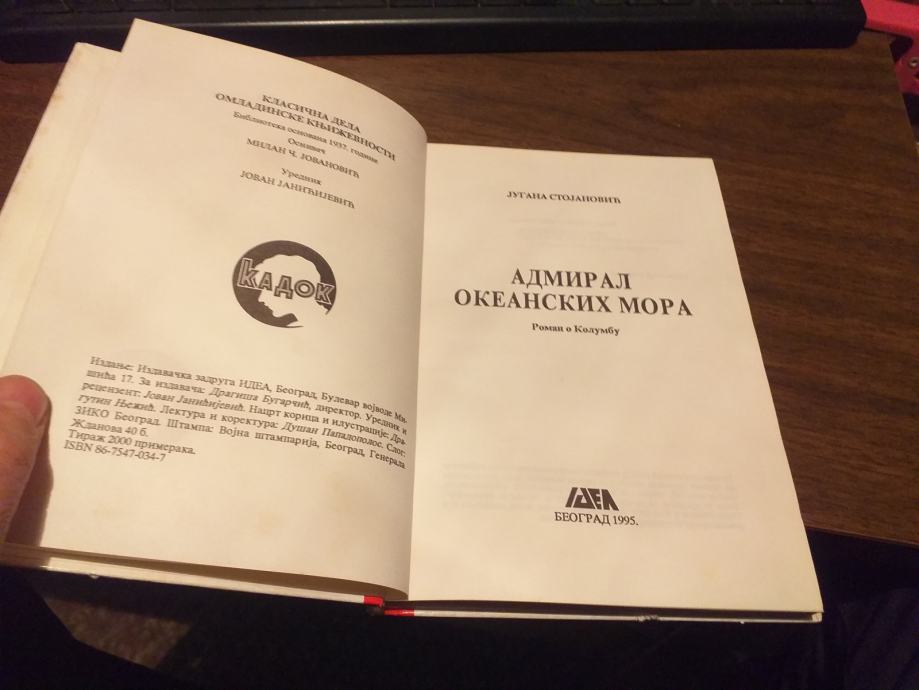 КЛАСИЧНА ДЕЛА
ОМЛАДИНСКЕ КЊИЖЕВНОСТИ
Библиотека основана 1937. године
Оснивач
МИЛАН Ч. ЈОВАНОВИЋ
Уредник
ЈОВАН ЈАНИЋИЈЕВИЋ
КАДОК
Издање: Издавачка задруга ИДЕА, Београд, Булевар војводе Ми-
шића 17. За издавача: Драгиша Бугарчић, директор. Уредник и
рецензент: Јован Јанићијевић. Нацрт корица и илустрације: Дра-
гутин Њежић. Лектура и коректура: Душан Пападополос. Слог:
ЗИКО Београд. Штампа: Војна штампарија, Београд, Генерала
Жданова 40 б.
Тираж 2000 примерака.
ISBN 86-7547-034-7
ЈУГАНА СТОЈАНОВИЋ
АДМИРАЛ
ОКЕАНСКИХ МОРА
Роман о Колумбу
ИДЕА
БЕОГРАД 1995.